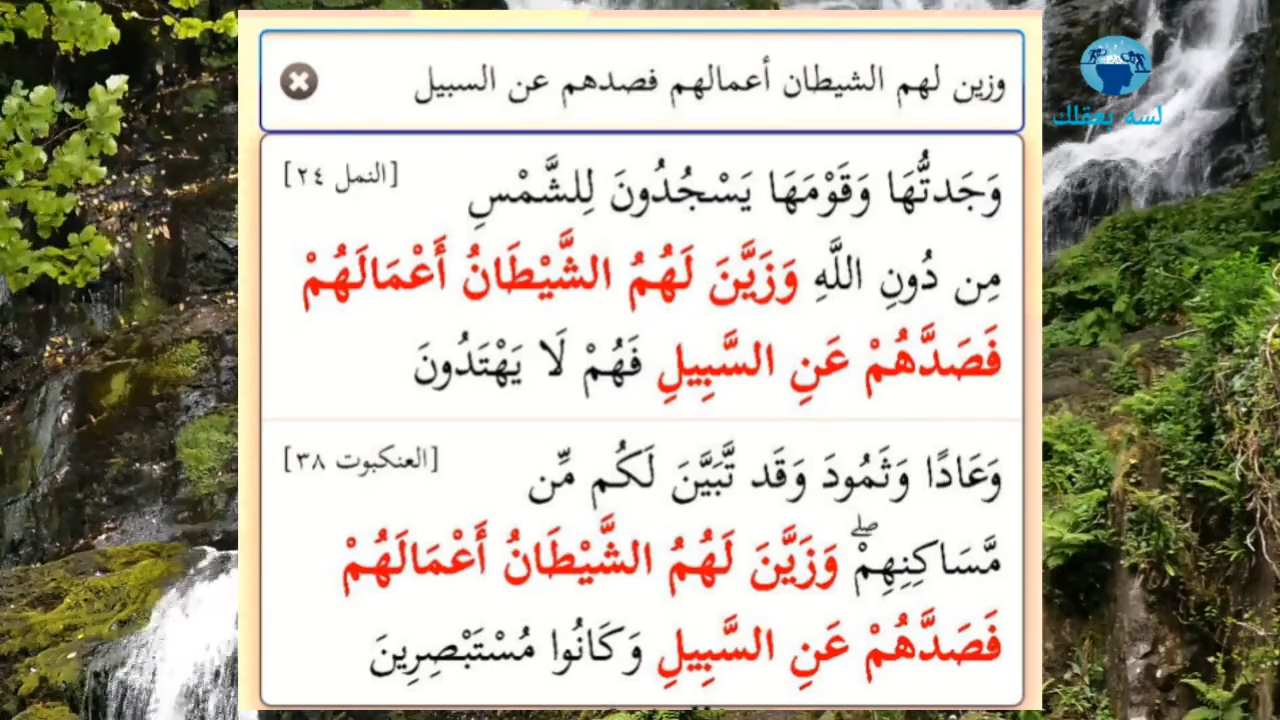 وزين لهم الشيطان أعمالهم فصدهم عن السبيل
لسه بعقلك
وَجَدتُّهَا وَقَوْمَهَا يَسْجُدُونَ لِلشَّمْسِ [النمل ٢٤]
مِن دُونِ اللَّهِ وَزَيَّنَ لَهُمُ الشَّيْطَانُ أَعْمَالَهُمْ
فَصَدَّهُمْ عَنِ السَّبِيلِ فَهُمْ لَا يَهْتَدُونَ
وَعَادًا وَثَمُودَ وَقَد تَّبَيَّنَ لَكُم مِّن [العنكبوت ٣٨]
مَّسَاكِنِهِمْ ۖ وَزَيَّنَ لَهُمُ الشَّيْطَانُ أَعْمَالَهُمْ
فَصَدَّهُمْ عَنِ السَّبِيلِ وَكَانُوا مُسْتَبْصِرِينَ